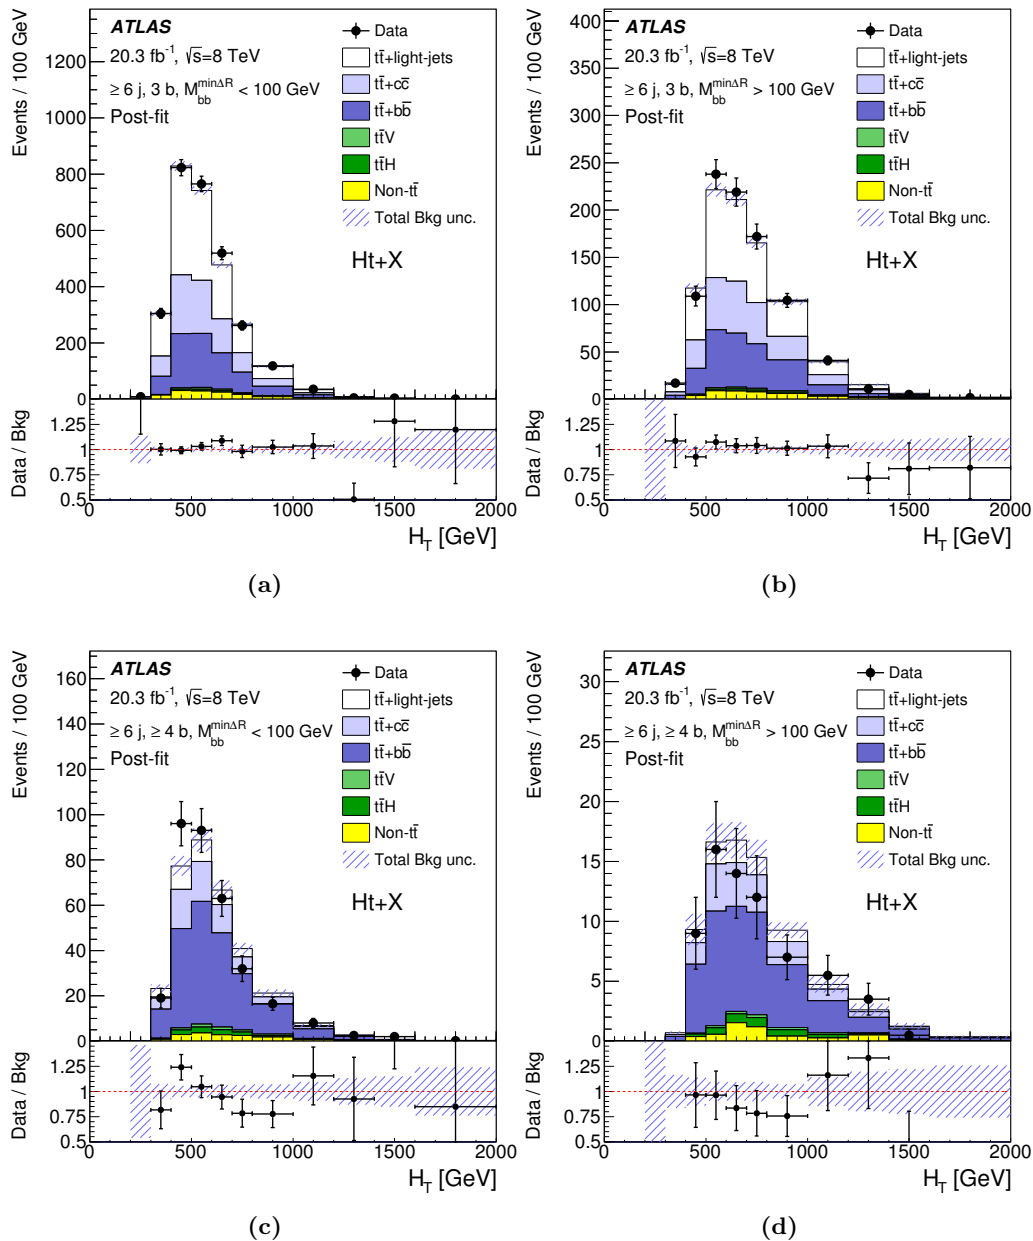 ATLAS
20.3 fb⁻¹, √s=8 TeV
≥ 6 j, 3 b, M_bb^minΔR < 100 GeV
Post-fit
Data
tt̄+light-jets
tt̄+cc̄
tt̄+bb̄
tt̄V
tt̄H
Non-tt̄
Total Bkg unc.
Ht+X
Events / 100 GeV
1200
1000
800
600
400
200
0
Data / Bkg
1.25
1
0.75
0.5
0 500 1000 1500 2000
H_T [GeV]
(a)
ATLAS
20.3 fb⁻¹, √s=8 TeV
≥ 6 j, 3 b, M_bb^minΔR > 100 GeV
Post-fit
Data
tt̄+light-jets
tt̄+cc̄
tt̄+bb̄
tt̄V
tt̄H
Non-tt̄
Total Bkg unc.
Ht+X
Events / 100 GeV
400
350
300
250
200
150
100
50
0
Data / Bkg
1.25
1
0.75
0.5
0 500 1000 1500 2000
H_T [GeV]
(b)
ATLAS
20.3 fb⁻¹, √s=8 TeV
≥ 6 j, ≥ 4 b, M_bb^minΔR < 100 GeV
Post-fit
Data
tt̄+light-jets
tt̄+cc̄
tt̄+bb̄
tt̄V
tt̄H
Non-tt̄
Total Bkg unc.
Ht+X
Events / 100 GeV
160
140
120
100
80
60
40
20
0
Data / Bkg
1.25
1
0.75
0.5
0 500 1000 1500 2000
H_T [GeV]
(c)
ATLAS
20.3 fb⁻¹, √s=8 TeV
≥ 6 j, ≥ 4 b, M_bb^minΔR > 100 GeV
Post-fit
Data
tt̄+light-jets
tt̄+cc̄
tt̄+bb̄
tt̄V
tt̄H
Non-tt̄
Total Bkg unc.
Ht+X
Events / 100 GeV
30
25
20
15
10
5
0
Data / Bkg
1.25
1
0.75
0.5
0 500 1000 1500 2000
H_T [GeV]
(d)